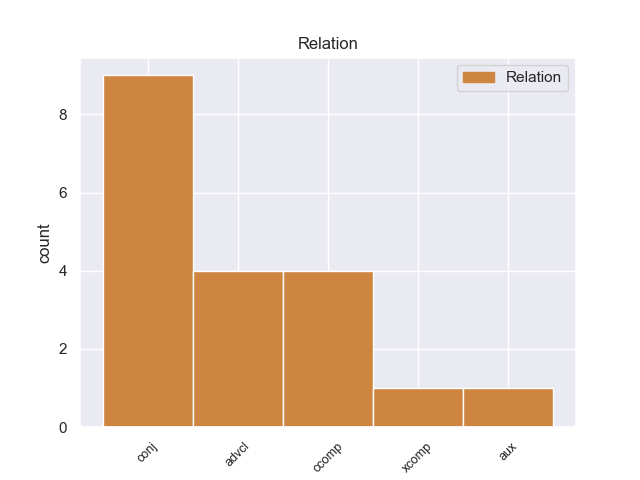 Relation
Relation
count
8
6
4
2
0
conj
advcl
ccomp
xcomp
aux